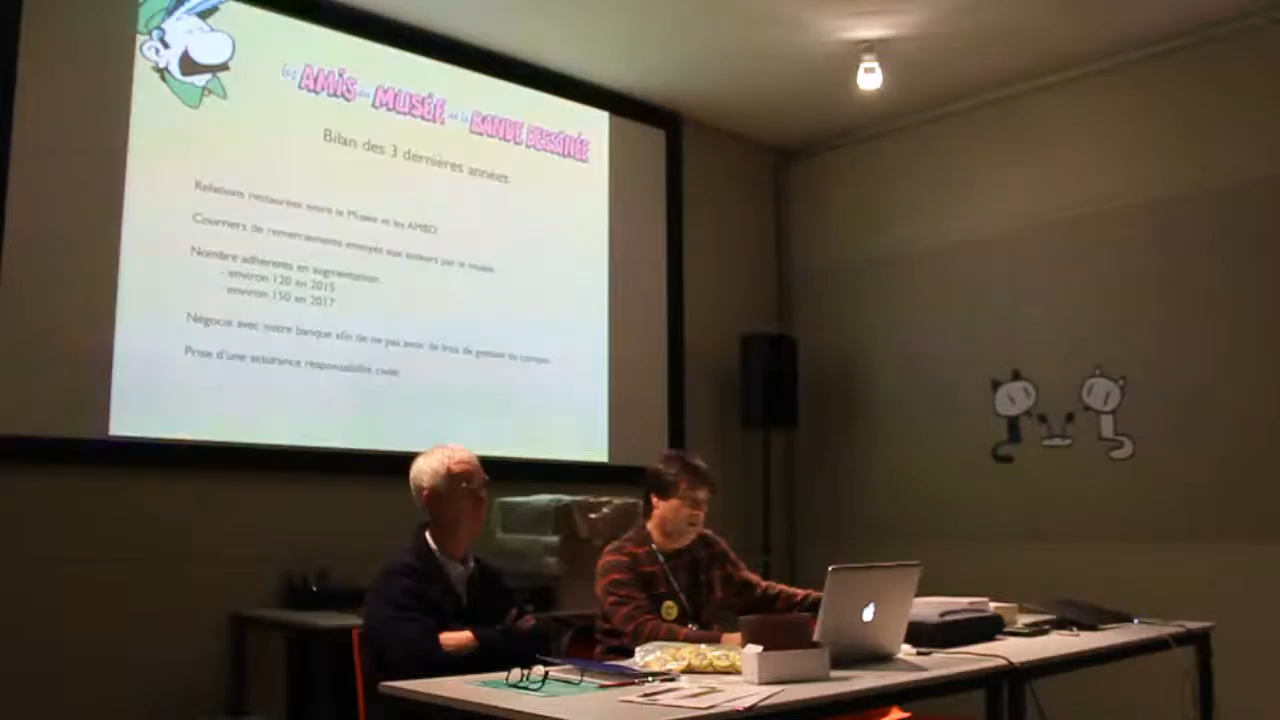 Les AMiS du MUSÉE de la BANDE DESSiNÉE
Bilan des 3 dernières années
Relations restaurées entre le Musée et les AMBD
Courriers de remerciements envoyés aux auteurs par le musée
Nombre adhérents en augmentation
- environ 120 en 2015
environ 150 en 2017
Négocié avec notre banque afin de ne pas avoir de frais de gestion de compte
Prise d'une assurance responsabilité civile